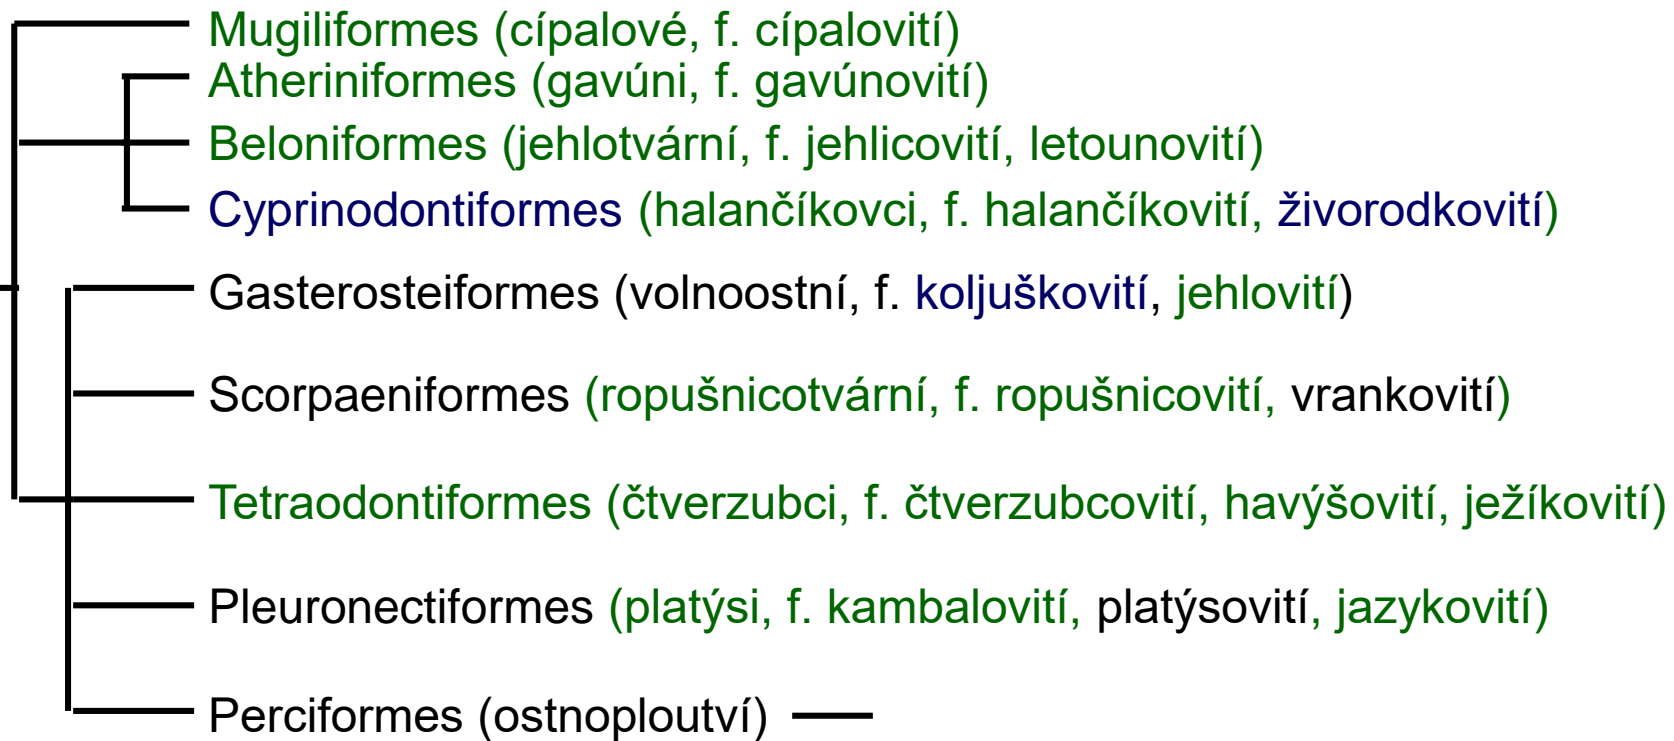 Mugiliformes (cípalové, f. cípalovití)
Atheriniformes (gavúni, f. gavúnovití)
Beloniformes (jehlotvární, f. jehlicovití, letounovití)
Cyprinodontiformes (halančíkovci, f. halančíkovití, živorodkovití)
Gasterosteiformes (volnoostní, f. koljuškovití, jehlovití)
Scorpaeniformes (ropušnicotvární, f. ropušnicovití, vrankovití)
Tetraodontiformes (čtverzubci, f. čtverzubcovití, havýšovití, ježíkovití)
Pleuronectiformes (platýsi, f. kambalovití, platýsovití, jazykovití)
Perciformes (ostnoploutví)